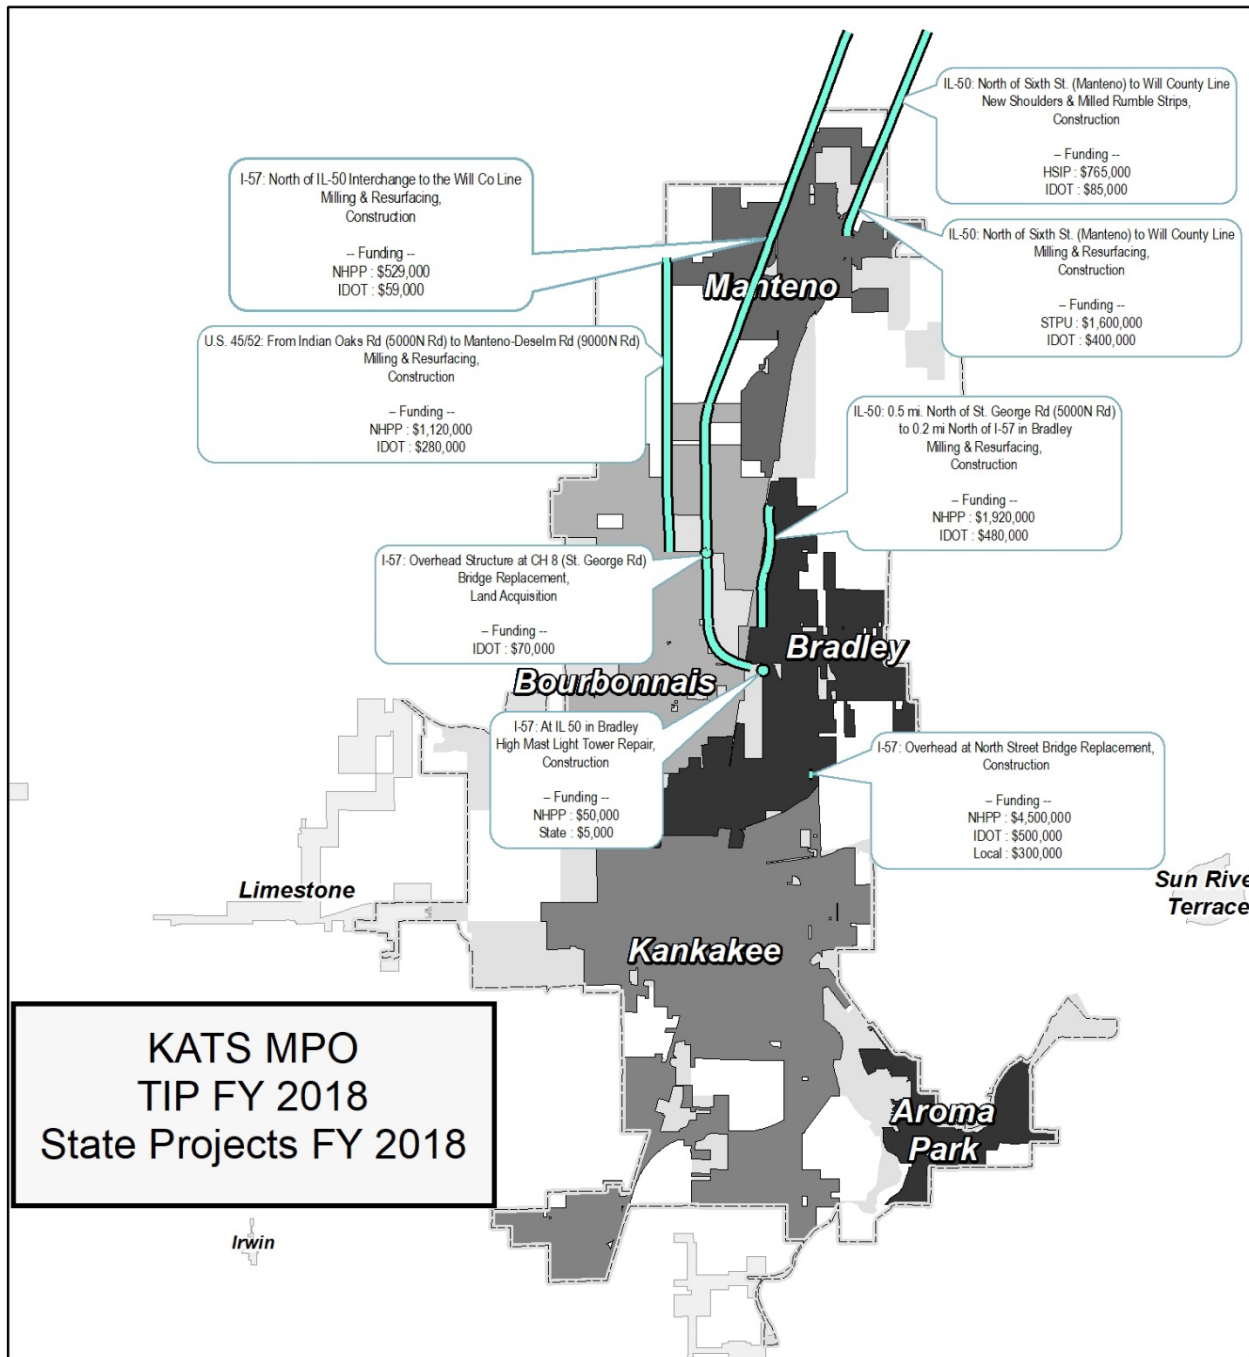 IL-50: North of Sixth St. (Manteno) to Will County Line
New Shoulders & Milled Rumble Strips,
Construction
– Funding --
HSIP : $765,000
IDOT : $85,000
I-57: North of IL-50 Interchange to the Will Co Line
Milling & Resurfacing,
Construction
-- Funding --
NHPP : $529,000
IDOT : $59,000
IL-50: North of Sixth St. (Manteno) to Will County Line
Milling & Resurfacing,
Construction
– Funding --
STPU : $1,600,000
IDOT : $400,000
Manteno
U.S. 45/52: From Indian Oaks Rd (5000N Rd) to Manteno-Deselm Rd (9000N Rd)
Milling & Resurfacing,
Construction
– Funding --
NHPP : $1,120,000
IDOT : $280,000
IL-50: 0.5 mi. North of St. George Rd (5000N Rd)
to 0.2 mi North of I-57 in Bradley
Milling & Resurfacing,
Construction
– Funding --
NHPP : $1,920,000
IDOT : $480,000
I-57: Overhead Structure at CH 8 (St. George Rd)
Bridge Replacement,
Land Acquisition
– Funding --
IDOT : $70,000
Bradley
Bourbonnais
I-57: At IL 50 in Bradley
High Mast Light Tower Repair,
Construction
– Funding --
NHPP : $50,000
State : $5,000
I-57: Overhead at North Street Bridge Replacement,
Construction
– Funding --
NHPP : $4,500,000
IDOT : $500,000
Local : $300,000
Limestone
Sun Rive
Terrace
Kankakee
KATS MPO
TIP FY 2018
State Projects FY 2018
Aroma
Park
Irwin